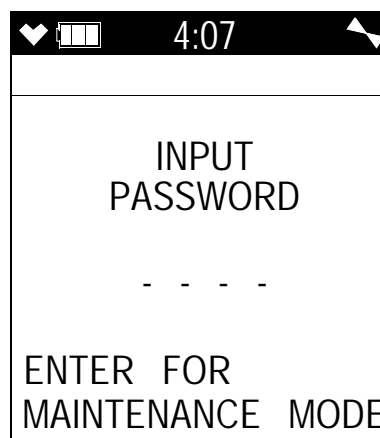 4:07
INPUT
PASSWORD
- - - -
ENTER FOR
MAINTENANCE MODE